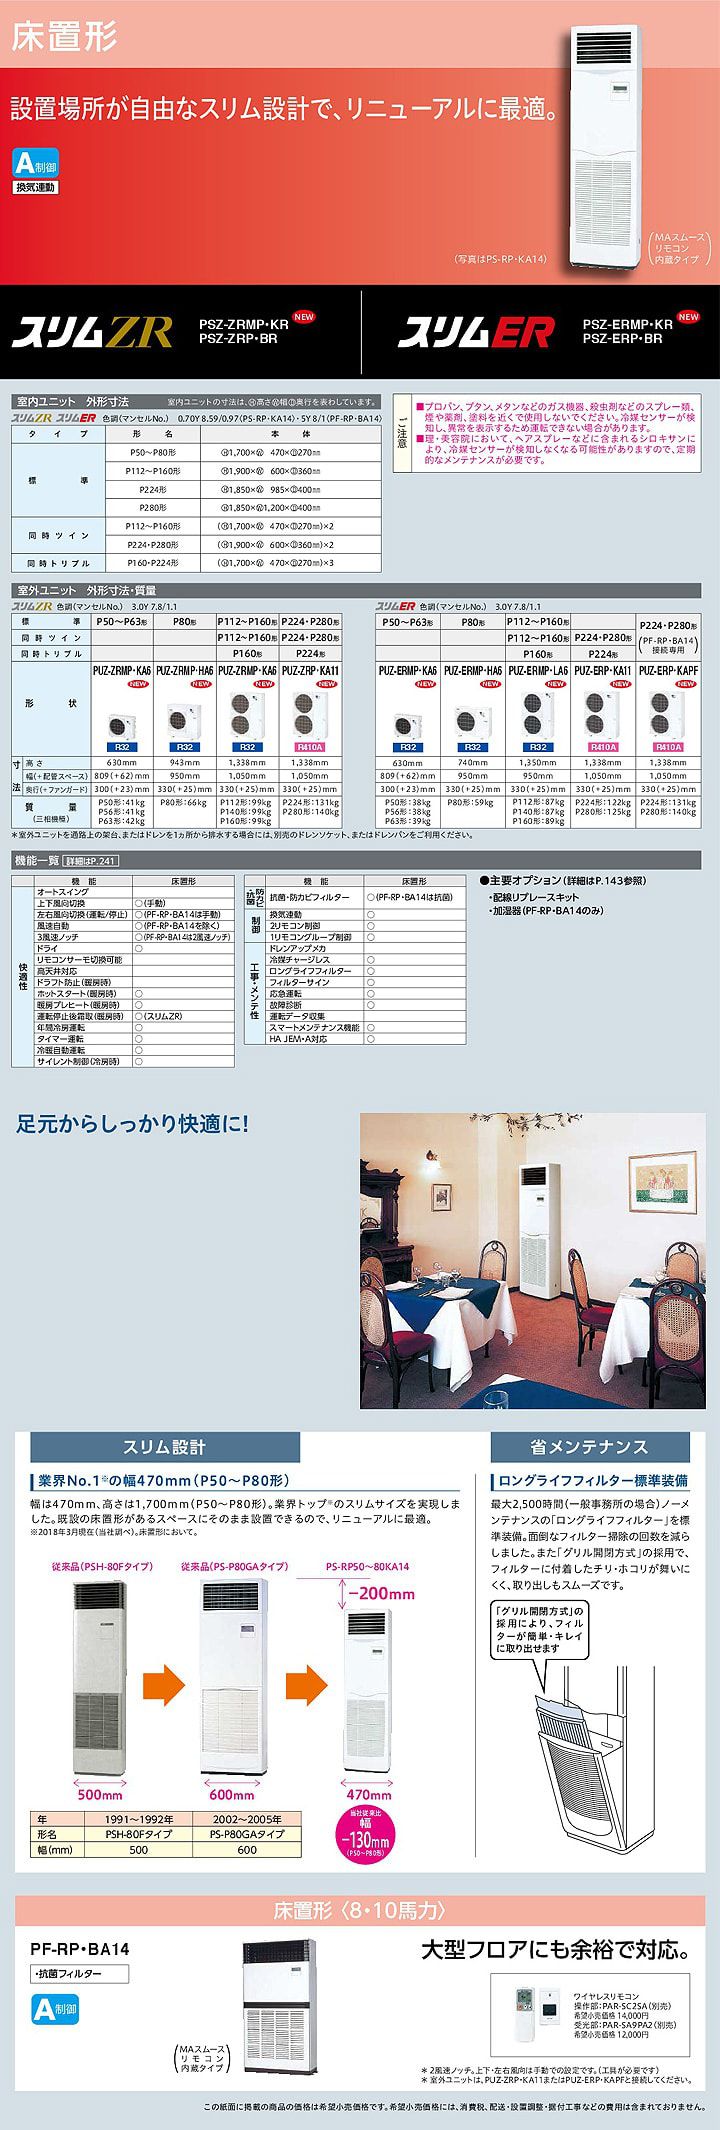 床置形
設置場所が自由なスリム設計で、リニューアルに最適。
A制御
換気連動
(写真はPS-RP・KA14)
(MAスムース
リモコン
内蔵タイプ)
スリムZR
PSZ-ZRMP・KR NEW
PSZ-ZRP・BR
スリムER
PSZ-ERMP・KR NEW
PSZ-ERP・BR
室内ユニット 外形寸法 室内ユニットの寸法は、Ⓗ高さⓌ幅Ⓓ奥行を表わしています。
スリムZR スリムER 色調(マンセルNo.) 0.70Y 8.59/0.97(PS-RP・KA14)・5Y 8/1(PF-RP・BA14)
タイプ 形名 本体
標準 P50〜P80形 (Ⓗ1,700×Ⓦ 470×Ⓓ270mm
P112〜P160形 (Ⓗ1,900×Ⓦ 600×Ⓓ360mm
P224形 (Ⓗ1,850×Ⓦ 985×Ⓓ400mm
P280形 (Ⓗ1,850×Ⓦ1,200×Ⓓ400mm
同時ツイン P112〜P160形 (Ⓗ1,700×Ⓦ 470×Ⓓ270mm)×2
P224・P280形 (Ⓗ1,900×Ⓦ 600×Ⓓ360mm)×2
同時トリプル P160・P224形 (Ⓗ1,700×Ⓦ 470×Ⓓ270mm)×3
ご注意
■プロパン、ブタン、メタンなどのガス機器、殺虫剤などのスプレー類、
煙や薬剤、塗料を近くで使用しないでください。冷媒センサーが検
知し、異常を表示するため運転できない場合があります。
■理・美容院において、ヘアスプレーなどに含まれるシロキサンに
より、冷媒センサーが検知しなくなる可能性がありますので、定期
的なメンテナンスが必要です。
室外ユニット 外形寸法・質量
スリムZR 色調(マンセルNo.) 3.0Y 7.8/1.1
標準 P50〜P63形 P80形 P112〜P160形 P224・P280形
同時ツイン P112〜P160形 P224・P280形
同時トリプル P160形 P224形
形状 PUZ-ZRMP・KA6 PUZ-ZRMP・HA6 PUZ-ZRMP・KA6 PUZ-ZRP・KA11
NEW NEW NEW NEW
R32 R32 R32 R410A
寸法 高さ 630mm 943mm 1,338mm 1,338mm
幅(+配管スペース) 809(+62)mm 950mm 1,050mm 1,050mm
奥行(+ファンガード) 300(+23)mm 330(+25)mm 330(+25)mm 330(+25)mm
質量 (三相機種) P50形:41kg P80形:66kg P112形:99kg P224形:131kg
P56形:41kg P140形:99kg P280形:140kg
P63形:42kg P160形:99kg
スリムER 色調(マンセルNo.) 3.0Y 7.8/1.1
P50〜P63形 P80形 P112〜P160形 P224・P280形
P112〜P160形 P224・P280形 (PF-RP・BA14)
接続専用
P160形 P224形
PUZ-ERMP・KA6 PUZ-ERMP・HA6 PUZ-ERMP・LA6 PUZ-ERP・KA11 PUZ-ERP・KAPF
NEW NEW NEW NEW NEW
R32 R32 R32 R410A R410A
630mm 740mm 1,350mm 1,338mm 1,338mm
809(+62)mm 950mm 950mm 1,050mm 1,050mm
300(+23)mm 330(+25)mm 330(+25)mm 330(+25)mm 330(+25)mm
P50形:38kg P80形:59kg P112形:87kg P224形:122kg P224形:131kg
P56形:38kg P140形:87kg P280形:125kg P280形:140kg
P63形:39kg P160形:89kg
*室外ユニットを通路上の架台、またはドレンを1ヵ所から排水する場合には、別売のドレンソケット、またはドレンパンをご利用ください。
機能一覧 詳細はP.241
機能 床置形
快適性
オートスイング
上下風向切換 ○(手動)
左右風向切換(運転/停止) ○(PF-RP・BA14は手動)
風速自動 ○(PF-RP・BA14を除く)
3風速ノッチ ○(PF-RP・BA14は2風速ノッチ)
ドライ ○
リモコンサーモ切換可能
高天井対応
ドラフト防止(暖房時)
ホットスタート(暖房時) ○
暖房プレヒート(暖房時) ○
運転停止後霜取(暖房時) ○(スリムZR)
年間冷房運転 ○
タイマー運転 ○
冷暖自動運転 ○
サイレント制御(冷房時) ○
機能 床置形
防カビ・抗菌 抗菌・防カビフィルター ○(PF-RP・BA14は抗菌)
制御 換気連動 ○
2リモコン制御 ○
1リモコングループ制御 ○
工事・メンテ性 ドレンアップメカ
冷媒チャージレス ○
ロングライフフィルター ○
フィルターサイン ○
応急運転 ○
故障診断 ○
運転データ収集
スマートメンテナンス機能 ○
HA JEM-A対応 ○
●主要オプション(詳細はP.143参照)
・配線リプレースキット
・加湿器(PF-RP・BA14のみ)
足元からしっかり快適に!
スリム設計
業界No.1※の幅470mm(P50〜P80形)
幅は470mm、高さは1,700mm(P50〜P80形)。業界トップ※のスリムサイズを実現しま
した。既設の床置形があるスペースにそのまま設置できるので、リニューアルに最適。
※2018年3月現在(当社調べ)。床置形において。
従来品(PSH-80Fタイプ) 従来品(PS-P80GAタイプ) PS-RP50〜80KA14
-200mm
500mm 600mm 470mm
年 1991〜1992年 2002〜2005年
形名 PSH-80Fタイプ PS-P80GAタイプ
幅(mm) 500 600
当社従来比
幅
-130mm
(P50〜P80形)
省メンテナンス
ロングライフフィルター標準装備
最大2,500時間(一般事務所の場合)ノーメ
ンテナンスの「ロングライフフィルター」を標
準装備。面倒なフィルター掃除の回数を減ら
しました。また「グリル開閉方式」の採用で、
フィルターに付着したチリ・ホコリが舞いに
くく、取り出しもスムーズです。
「グリル開閉方式」の
採用により、フィル
ターが簡単・キレイ
に取り出せます
床置形〈8・10馬力〉
PF-RP・BA14
・抗菌フィルター
A制御
(MAスムース
リモコン
内蔵タイプ)
大型フロアにも余裕で対応。
ワイヤレスリモコン
操作部:PAR-SC2SA(別売)
希望小売価格 14,000円
受光部:PAR-SA9PA2(別売)
希望小売価格 12,000円
* 2風速ノッチ。上下・左右風向は手動での設定です。(工具が必要です)
* 室外ユニットは、PUZ-ZRP・KA11またはPUZ-ERP・KAPFと接続してください。
この紙面に掲載の商品の価格は希望小売価格です。希望小売価格には、消費税、配送・設置調整・据付工事などの費用は含まれておりません。